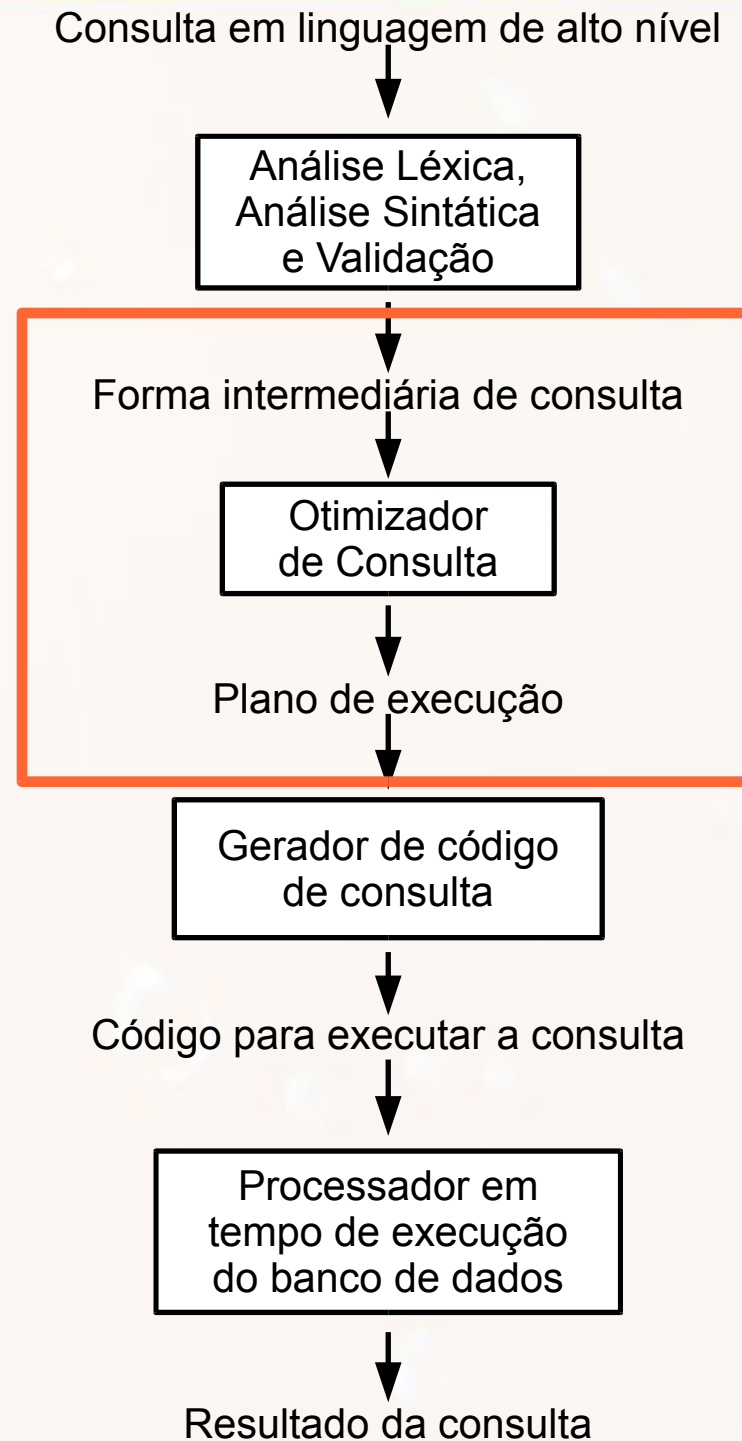 Consulta em linguagem de alto nível
Análise Léxica,
Análise Sintática
e Validação
Forma intermediária de consulta
Otimizador
de Consulta
Plano de execução
Gerador de código
de consulta
Código para executar a consulta
Processador em
tempo de execução
do banco de dados
Resultado da consulta